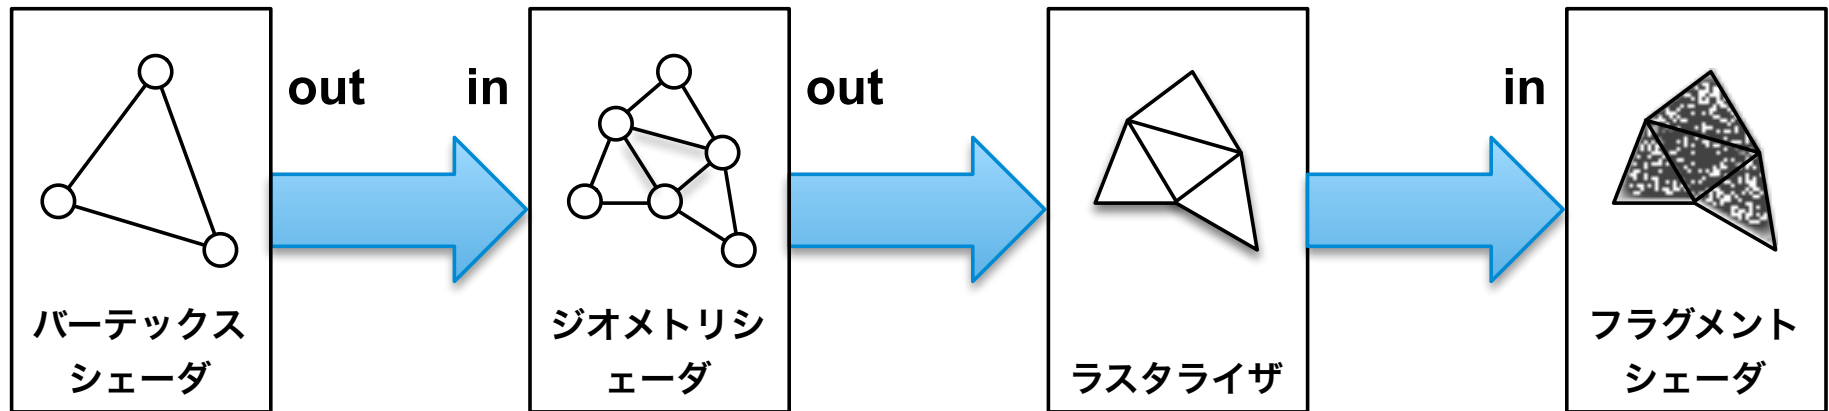 out
in
out
in
バーテックス
シェーダ
ジオメトリシ
ェーダ
ラスタライザ
フラグメント
シェーダ